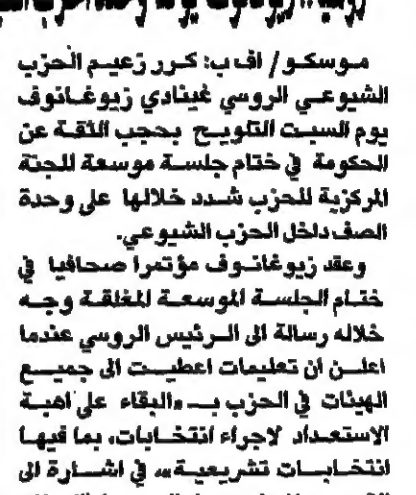 موسكو / اف ب: كرر زعيم الحزب
الشيوعي الروسي غينادي زيوغانوف
يوم السبت التلويح بحجب الثقة عن
الحكومة في ختام جلسة موسعة للجنة
المركزية للحزب شدد خلالها على وحدة
الصف داخل الحزب الشيوعي.
وعقد زيوغانوف مؤتمرا صحافيا في
ختام الجلسة الموسعة المغلقة وجه
خلاله رسالة الى الرئيس الروسي عندما
اعلن ان تعليمات اعطيت الى جميع
الهيئات في الحزب بـ «البقاء على اهبة
الاستعداد لاجراء انتخابات، بما فيها
انتخابات تشريعية» في اشارة الى